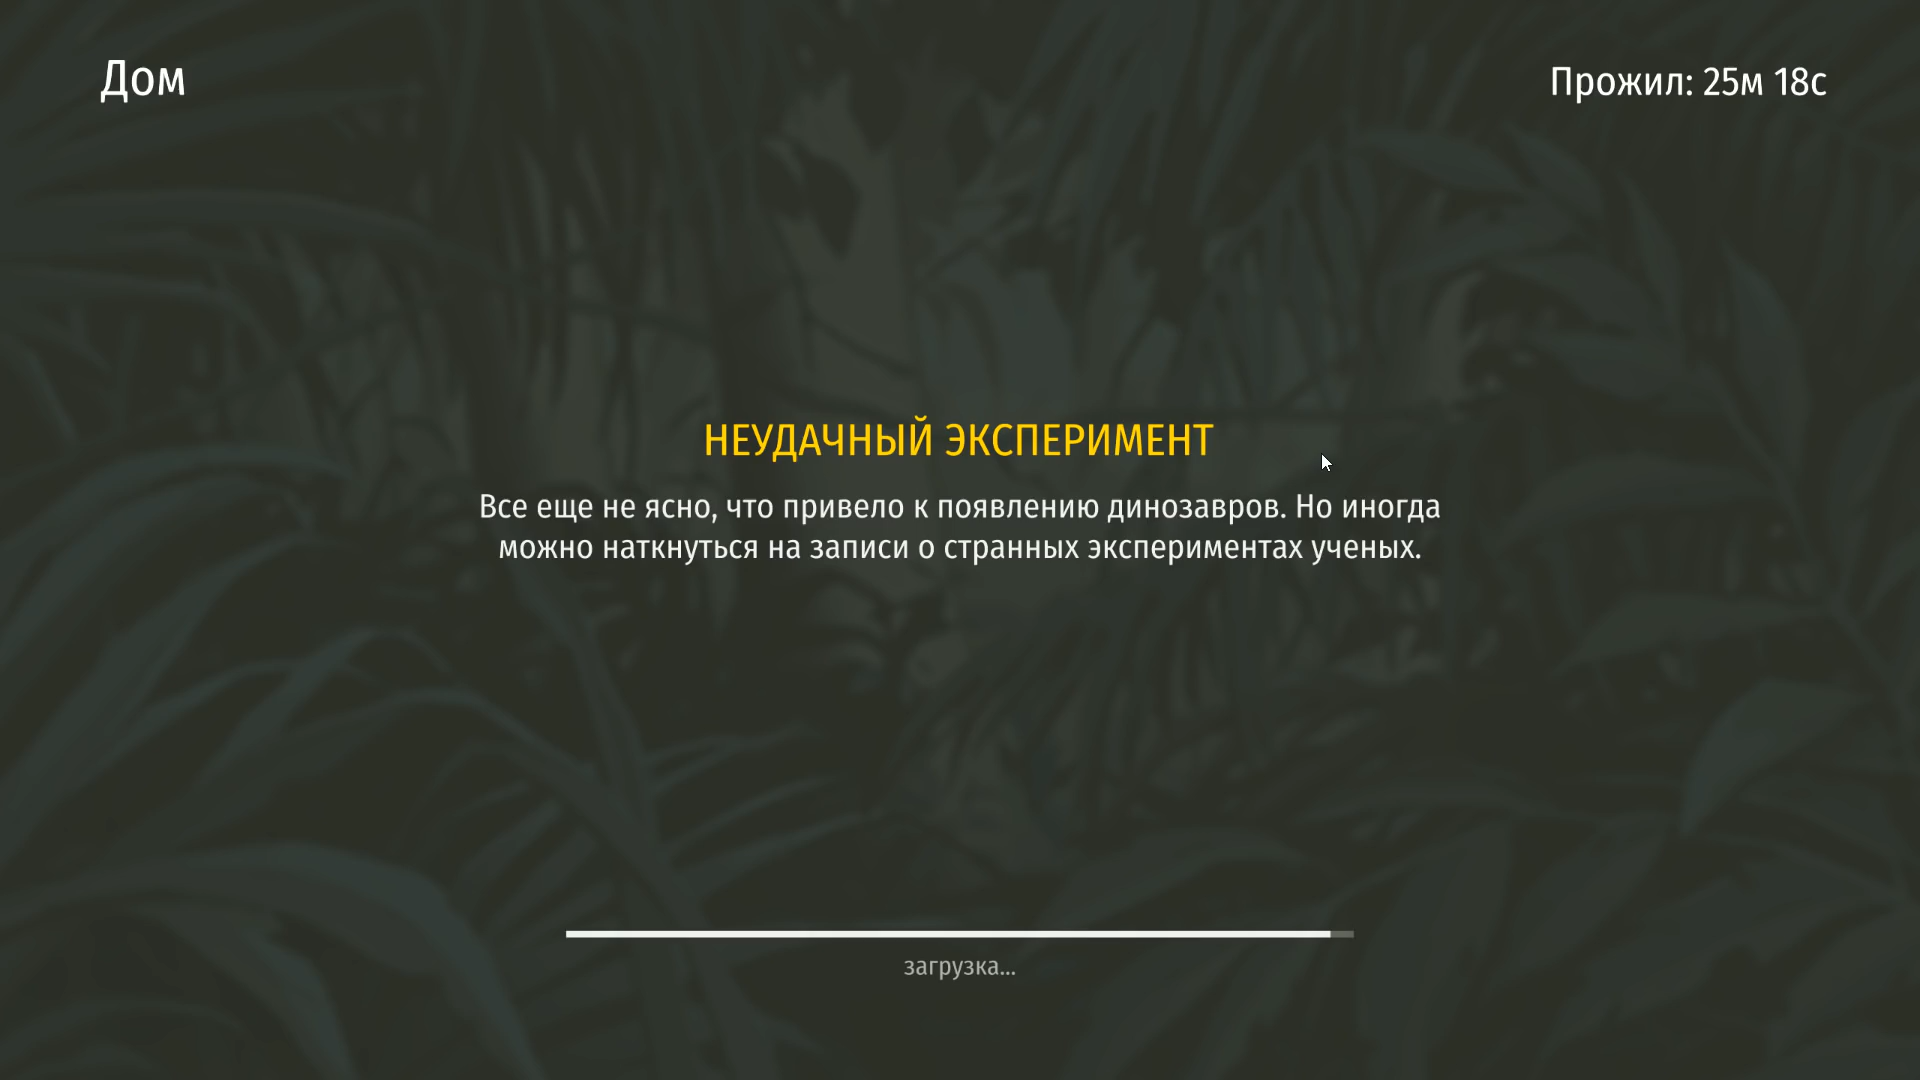 Дом
Прожил: 25м 18с
НЕУДАЧНЫЙ ЭКСПЕРИМЕНТ
Все еще не ясно, что привело к появлению динозавров. Но иногда
можно наткнуться на записи о странных экспериментах ученых.
загрузка...